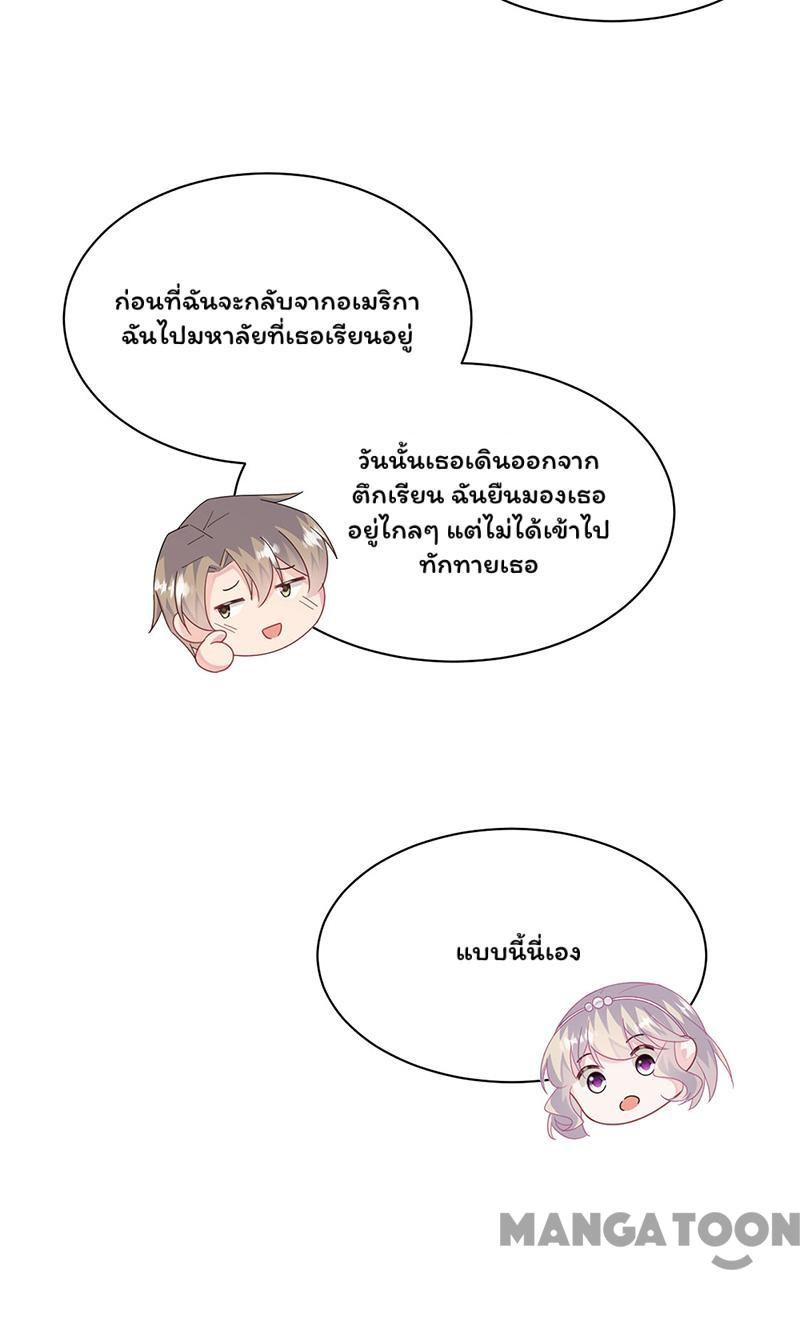 ก่อนที่ฉันจะกลับจากอเมริกา
ฉันไปมหาลัยที่เธอเรียนอยู่
วันนั้นเธอเดินออกจาก
ตึกเรียน ฉันยืนมองเธอ
อยู่ไกลๆ แต่ไม่ได้เข้าไป
ทักทายเธอ
แบบนี้นี่เอง
MANGATOON